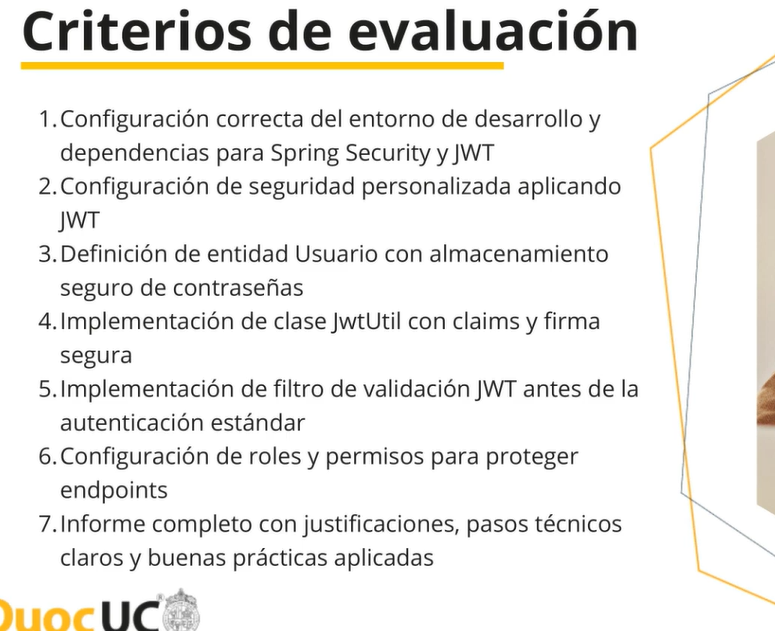 Criterios de evaluación
1. Configuración correcta del entorno de desarrollo y
dependencias para Spring Security y JWT
2. Configuración de seguridad personalizada aplicando
JWT
3. Definición de entidad Usuario con almacenamiento
seguro de contraseñas
4. Implementación de clase JwtUtil con claims y firma
segura
5. Implementación de filtro de validación JWT antes de la
autenticación estándar
6. Configuración de roles y permisos para proteger
endpoints
7. Informe completo con justificaciones, pasos técnicos
claros y buenas prácticas aplicadas
DuocUC®